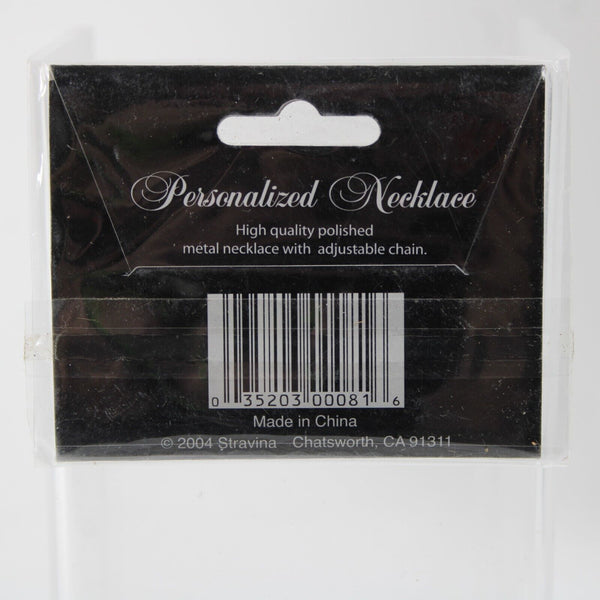 Personalized Necklace
High quality polished
metal necklace with adjustable chain.
0 35203 00081 6
Made in China
© 2004 Stravina Chatsworth, CA 91311